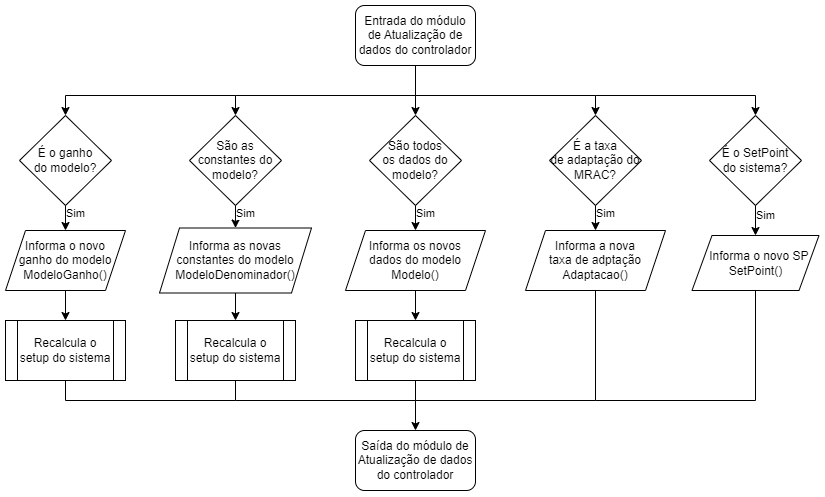 Entrada do módulo
de Atualização de
dados do controlador
É o ganho
do modelo?
São as
constantes do
modelo?
São todos
os dados do
modelo?
É a taxa
de adaptação do
MRAC?
É o SetPoint
do sistema?
Sim
Sim
Sim
Sim
Sim
Informa o novo
ganho do modelo
ModeloGanho()
Informa as novas
constantes do modelo
ModeloDenominador()
Informa os novos
dados do modelo
Modelo()
Informa a nova
taxa de adptação
Adaptacao()
Informa o novo SP
SetPoint()
Recalcula o
setup do sistema
Recalcula o
setup do sistema
Recalcula o
setup do sistema
Saída do módulo de
Atualização de dados
do controlador